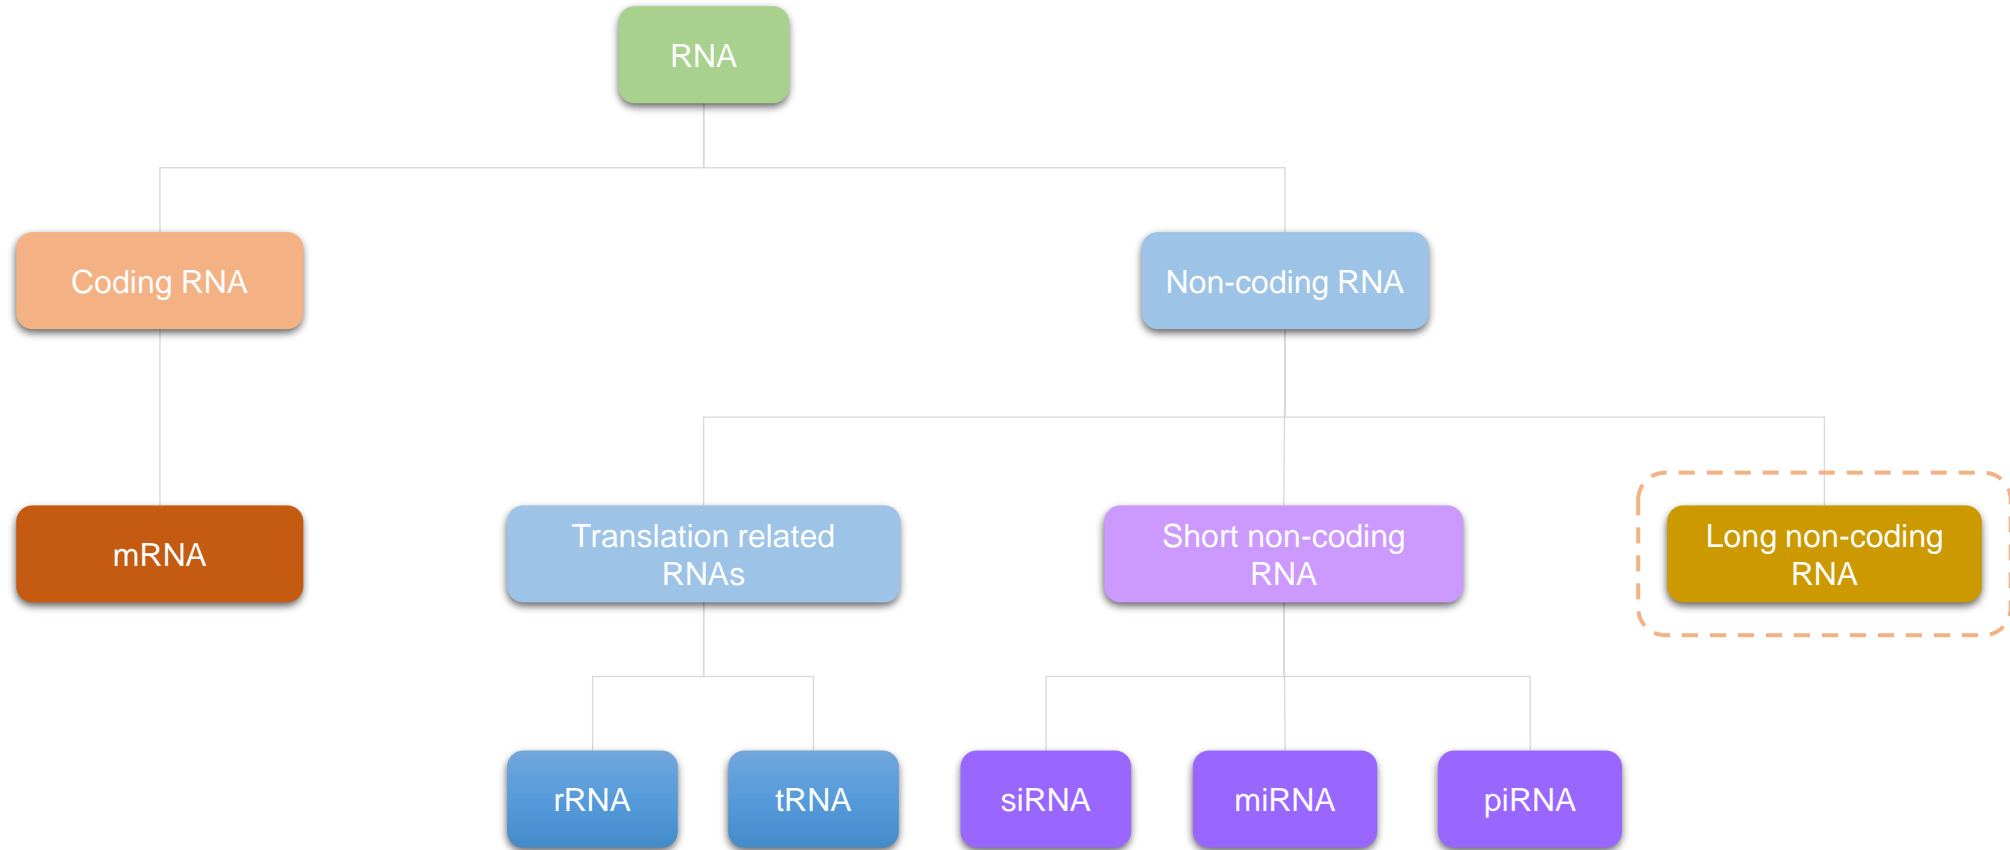 RNA
Coding RNA
Non-coding RNA
mRNA
Translation related
RNAs
Short non-coding
RNA
Long non-coding
RNA
rRNA
tRNA
siRNA
miRNA
piRNA